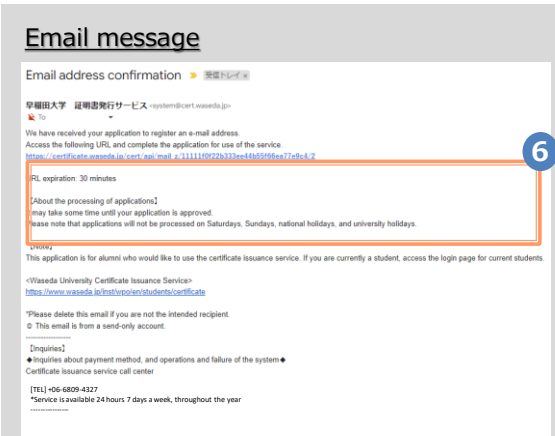 Email message
Email address confirmation
受信トレイ ×
早稲田大学 証明書発行サービス <system@cert.waseda.jp>
To
We have received your application to register an e-mail address.
Access the following URL and complete the application for use of the service.
https://certificate.waseda.jp/cert/api/mail_z/11111f0f22b333ee44b55f96ea77e9c4/2
6
URL expiration: 30 minutes
【About the processing of applications】
It may take some time until your application is approved.
Please note that applications will not be processed on Saturdays, Sundays, national holidays, and university holidays.
【Note】
This application is for alumni who would like to use the certificate issuance service. If you are currently a student, access the login page for current students.
<Waseda University Certificate Issuance Service>
https://www.waseda.jp/inst/wpo/en/students/certificate
*Please delete this email if you are not the intended recipient.
This email is from a send-only account.
【Inquiries】
◆Inquiries about payment method, and operations and failure of the system◆
Certificate issuance service call center
[TEL] +06-6809-4327
*Service is available 24 hours 7 days a week, throughout the year